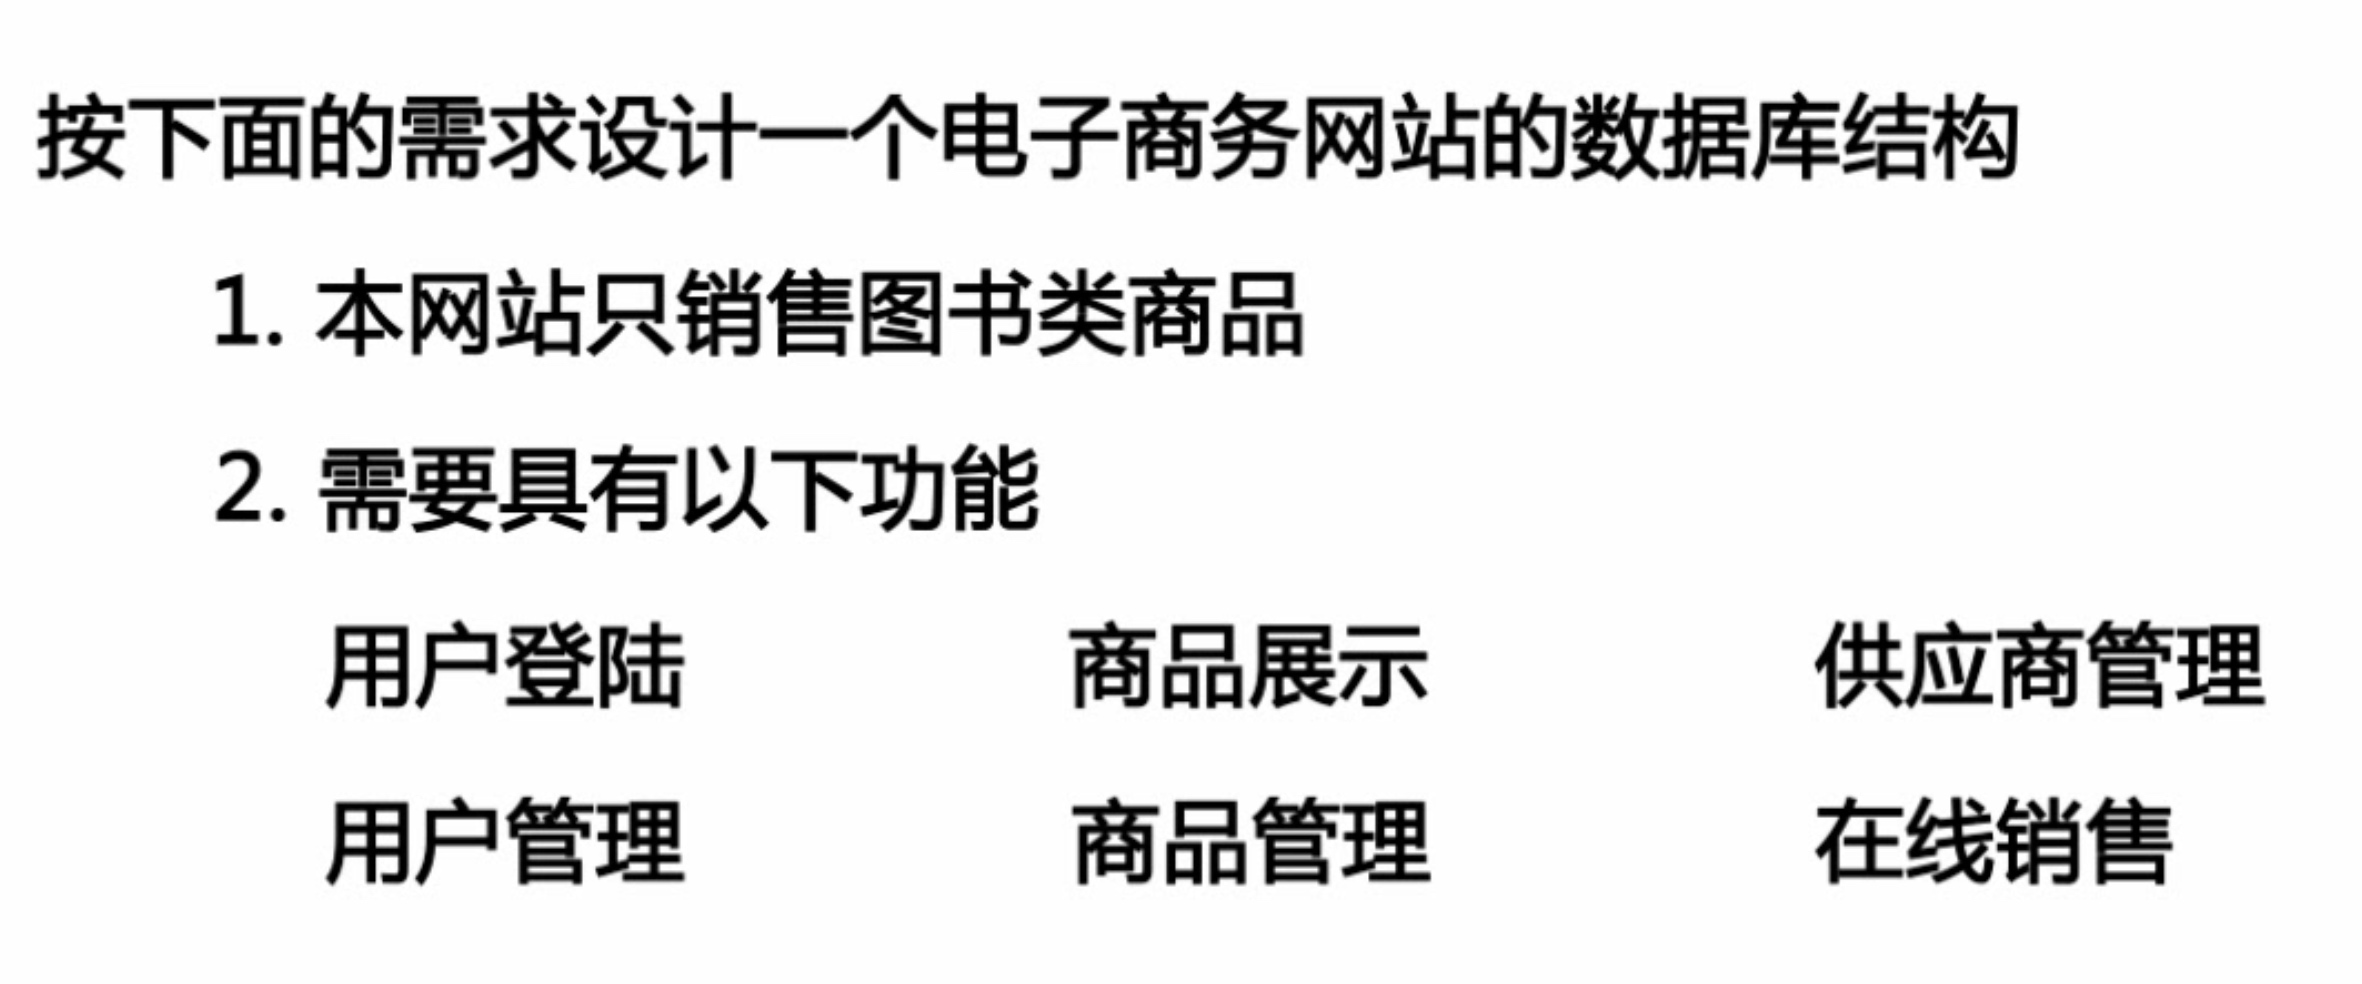 按下面的需求设计一个电子商务网站的数据库结构
1. 本网站只销售图书类商品
2. 需要具有以下功能
用户登陆 商品展示 供应商管理
用户管理 商品管理 在线销售